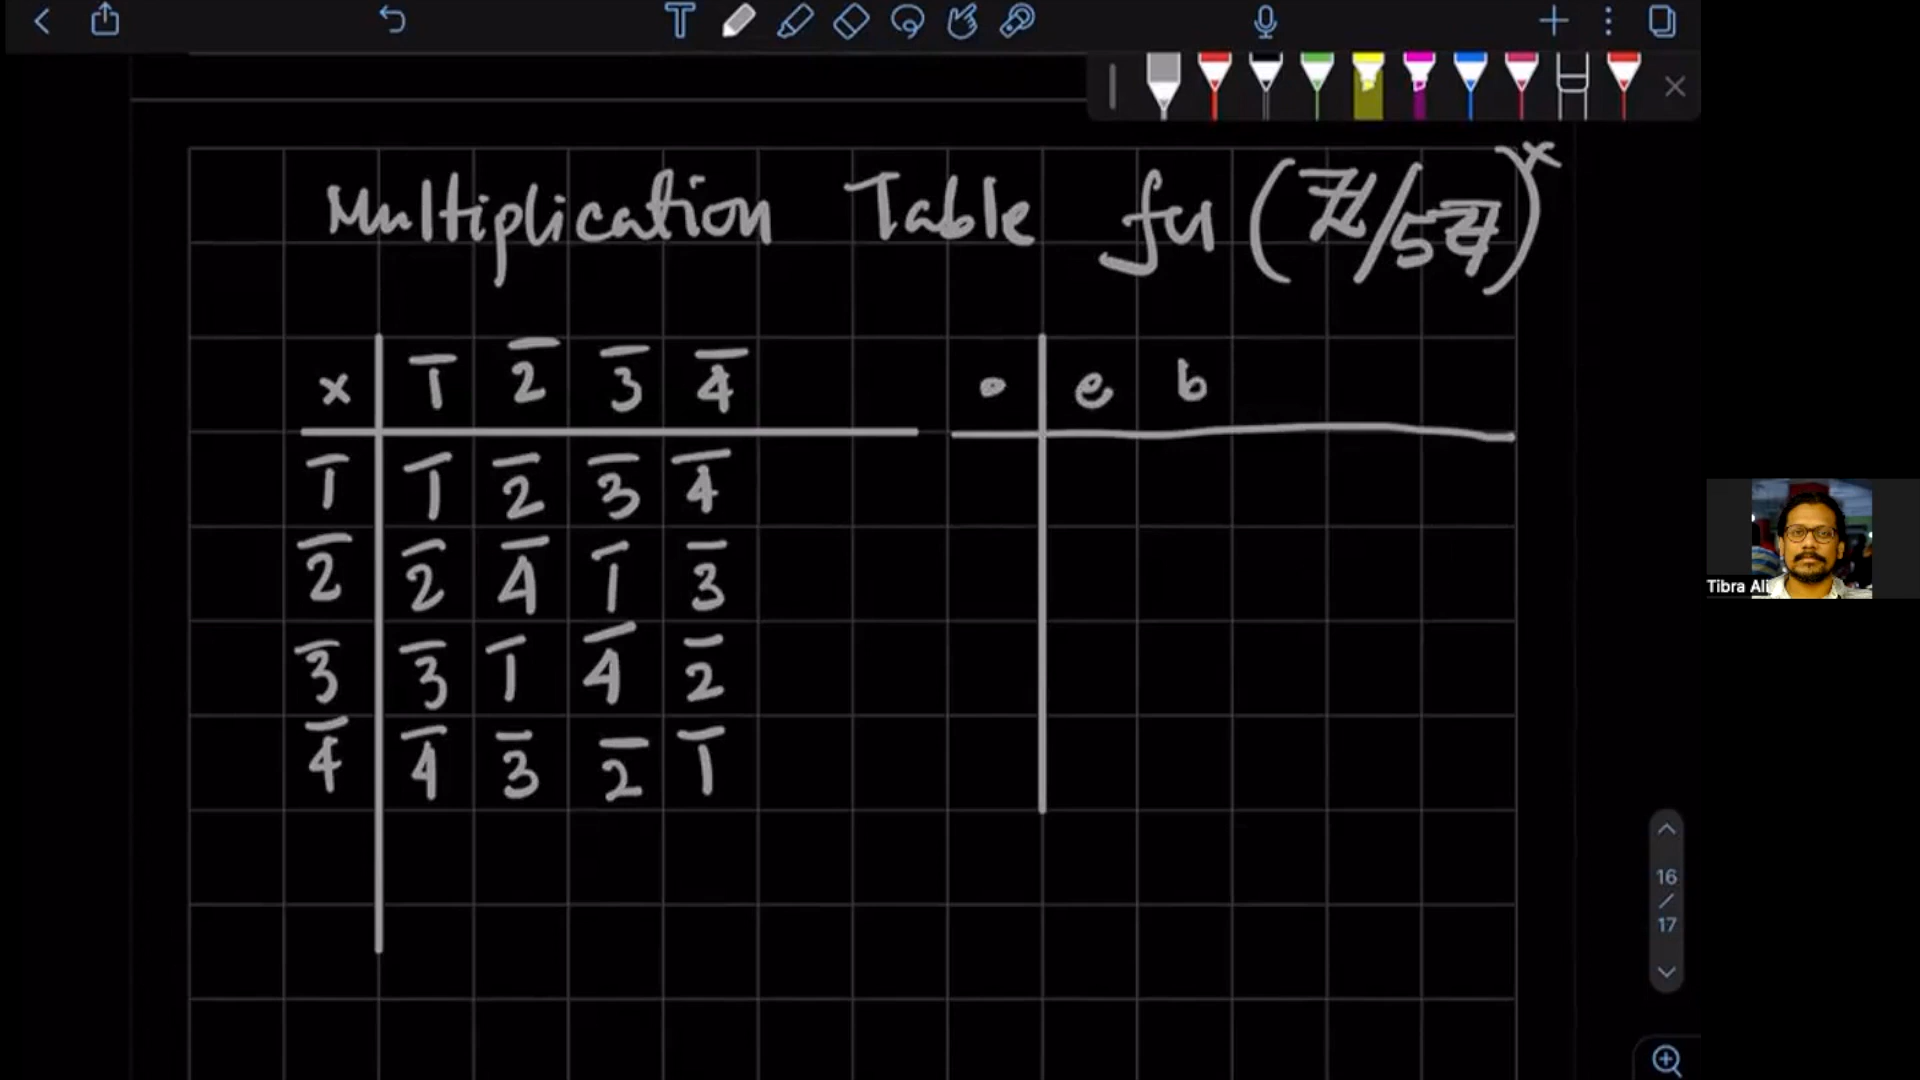 Multiplication Table for (ℤ/5ℤ)^×
× 1̅ 2̅ 3̅ 4̅
1̅ 1̅ 2̅ 3̅ 4̅
2̅ 2̅ 4̅ 1̅ 3̅
3̅ 3̅ 1̅ 4̅ 2̅
4̅ 4̅ 3̅ 2̅ 1̅
∘ e b
Tibra Ali
16
/
17